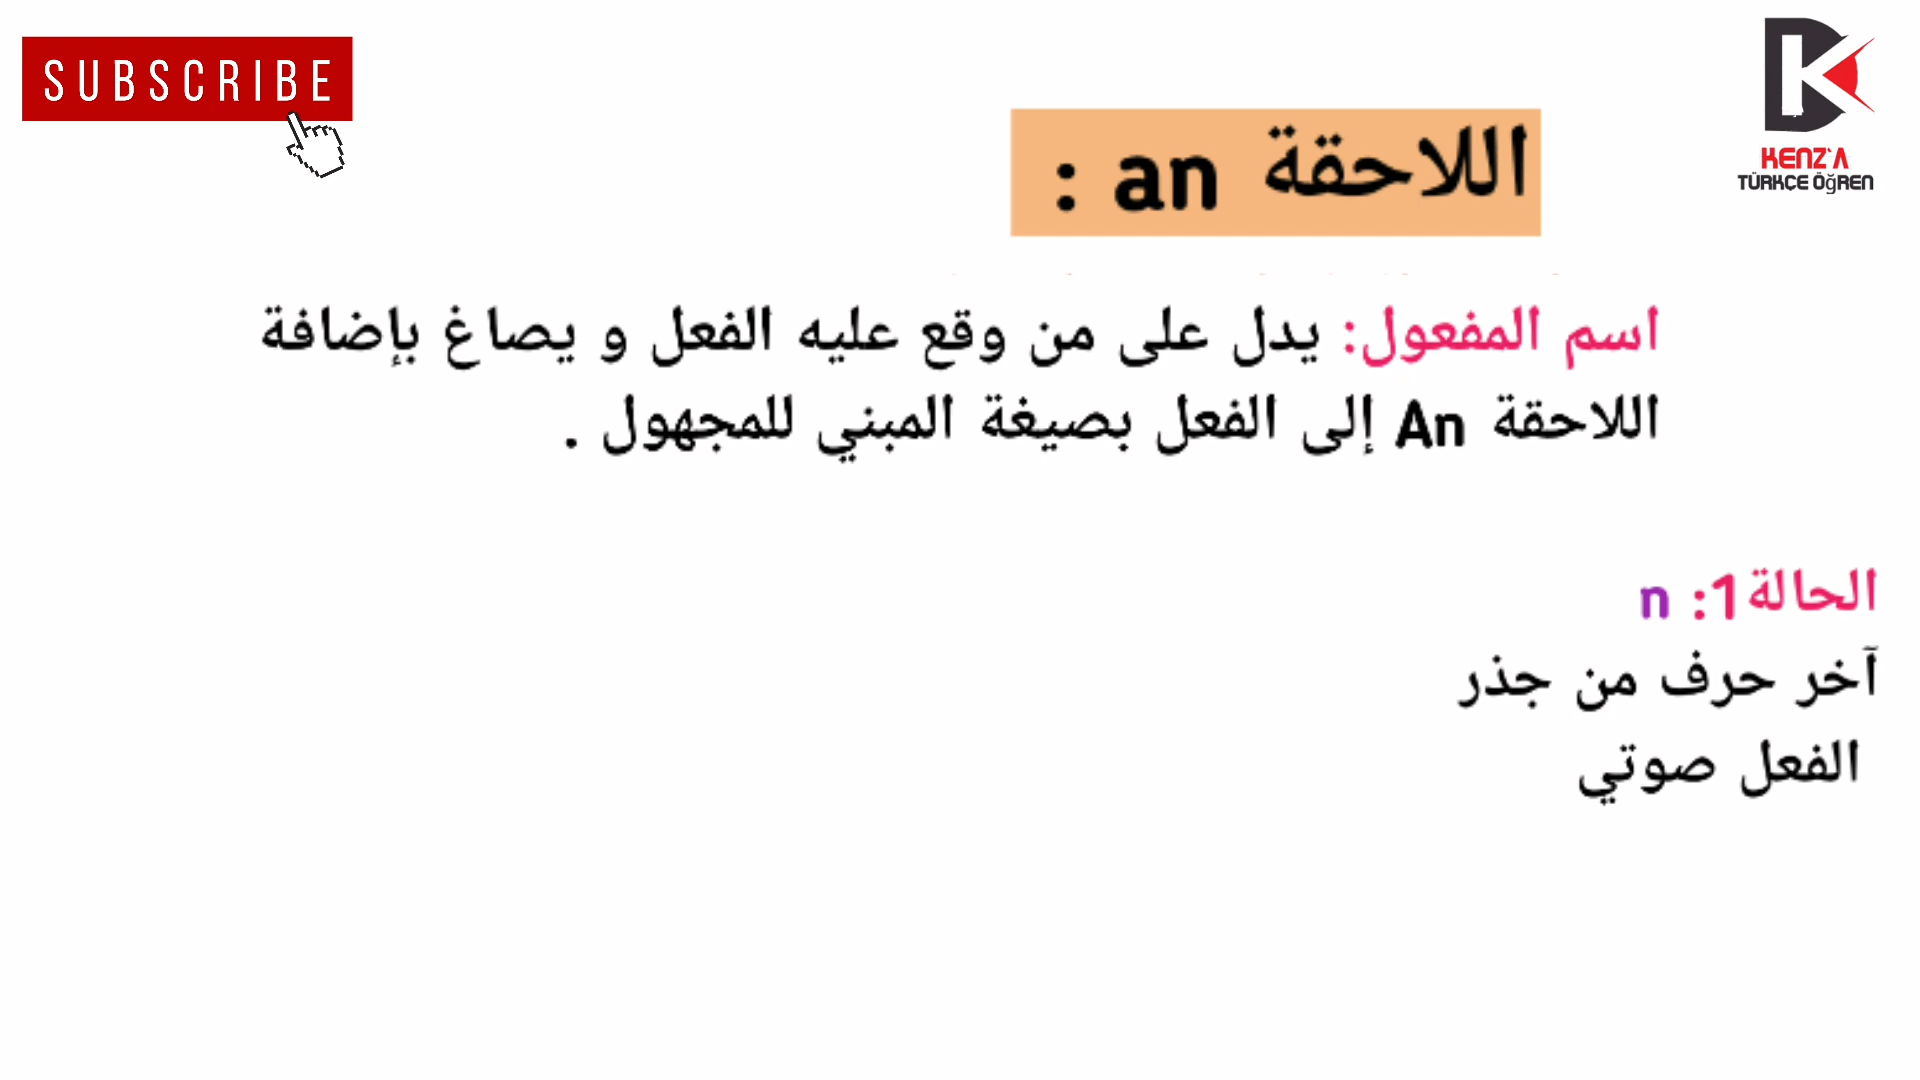 SUBSCRIBE
KENZ'A
TÜRKÇE ÖğREN
اللاحقة an :
اسم المفعول: يدل على من وقع عليه الفعل و يصاغ بإضافة
اللاحقة An إلى الفعل بصيغة المبني للمجهول .
الحالة1: n
آخر حرف من جذر
الفعل صوتي